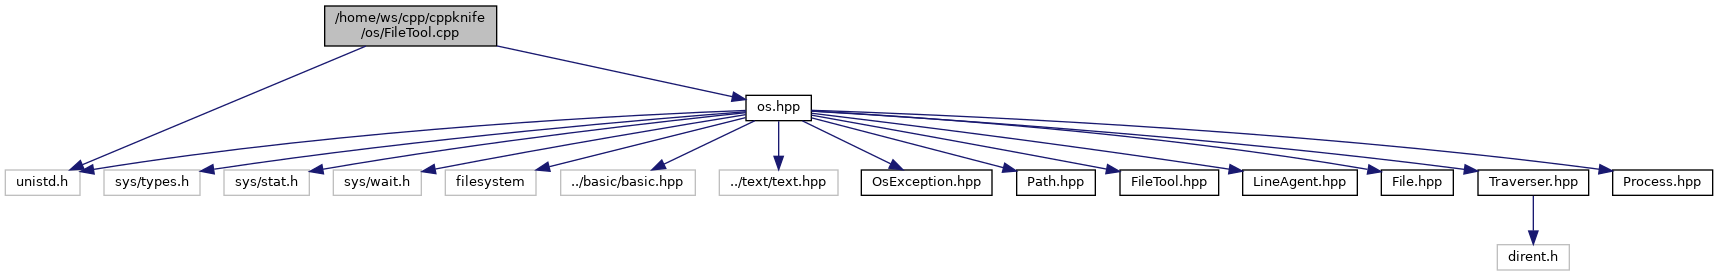 /home/ws/cpp/cppknife
/os/FileTool.cpp
os.hpp
unistd.h
sys/types.h
sys/stat.h
sys/wait.h
filesystem
../basic/basic.hpp
../text/text.hpp
OsException.hpp
Path.hpp
FileTool.hpp
LineAgent.hpp
File.hpp
Traverser.hpp
Process.hpp
dirent.h